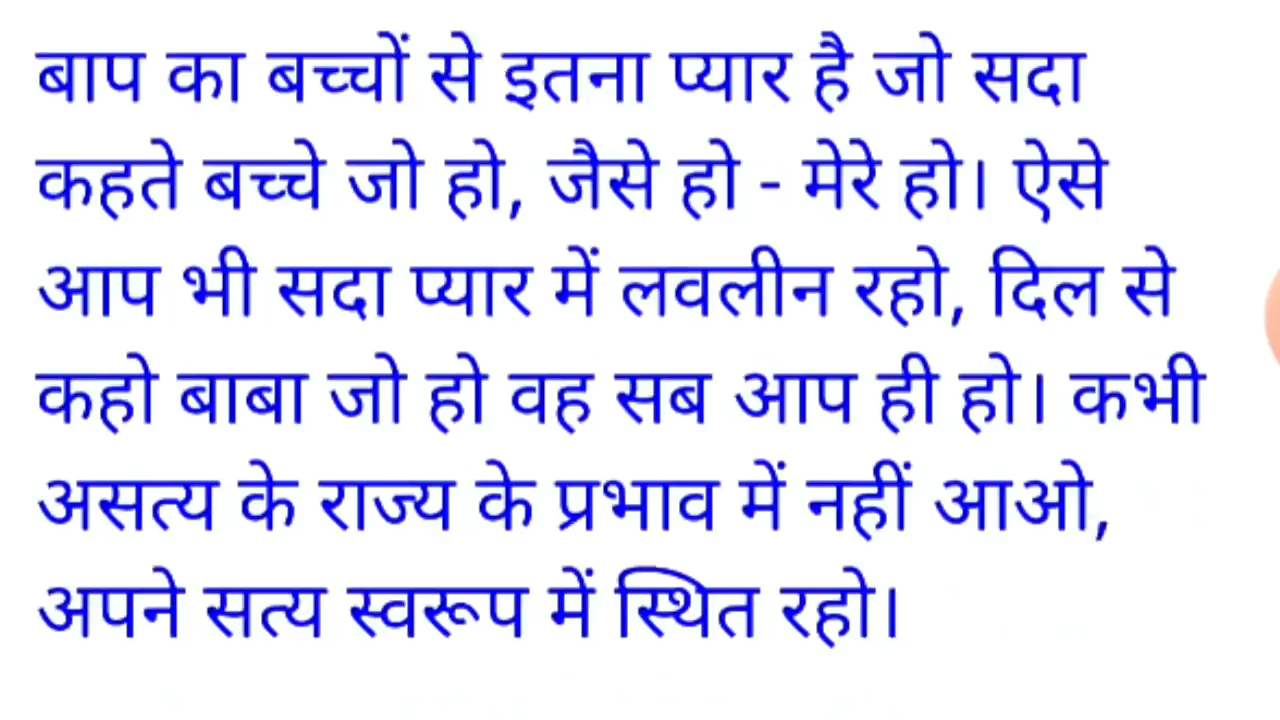 बाप का बच्चों से इतना प्यार है जो सदा
कहते बच्चे जो हो, जैसे हो - मेरे हो। ऐसे
आप भी सदा प्यार में लवलीन रहो, दिल से
कहो बाबा जो हो वह सब आप ही हो। कभी
असत्य के राज्य के प्रभाव में नहीं आओ,
अपने सत्य स्वरूप में स्थित रहो।